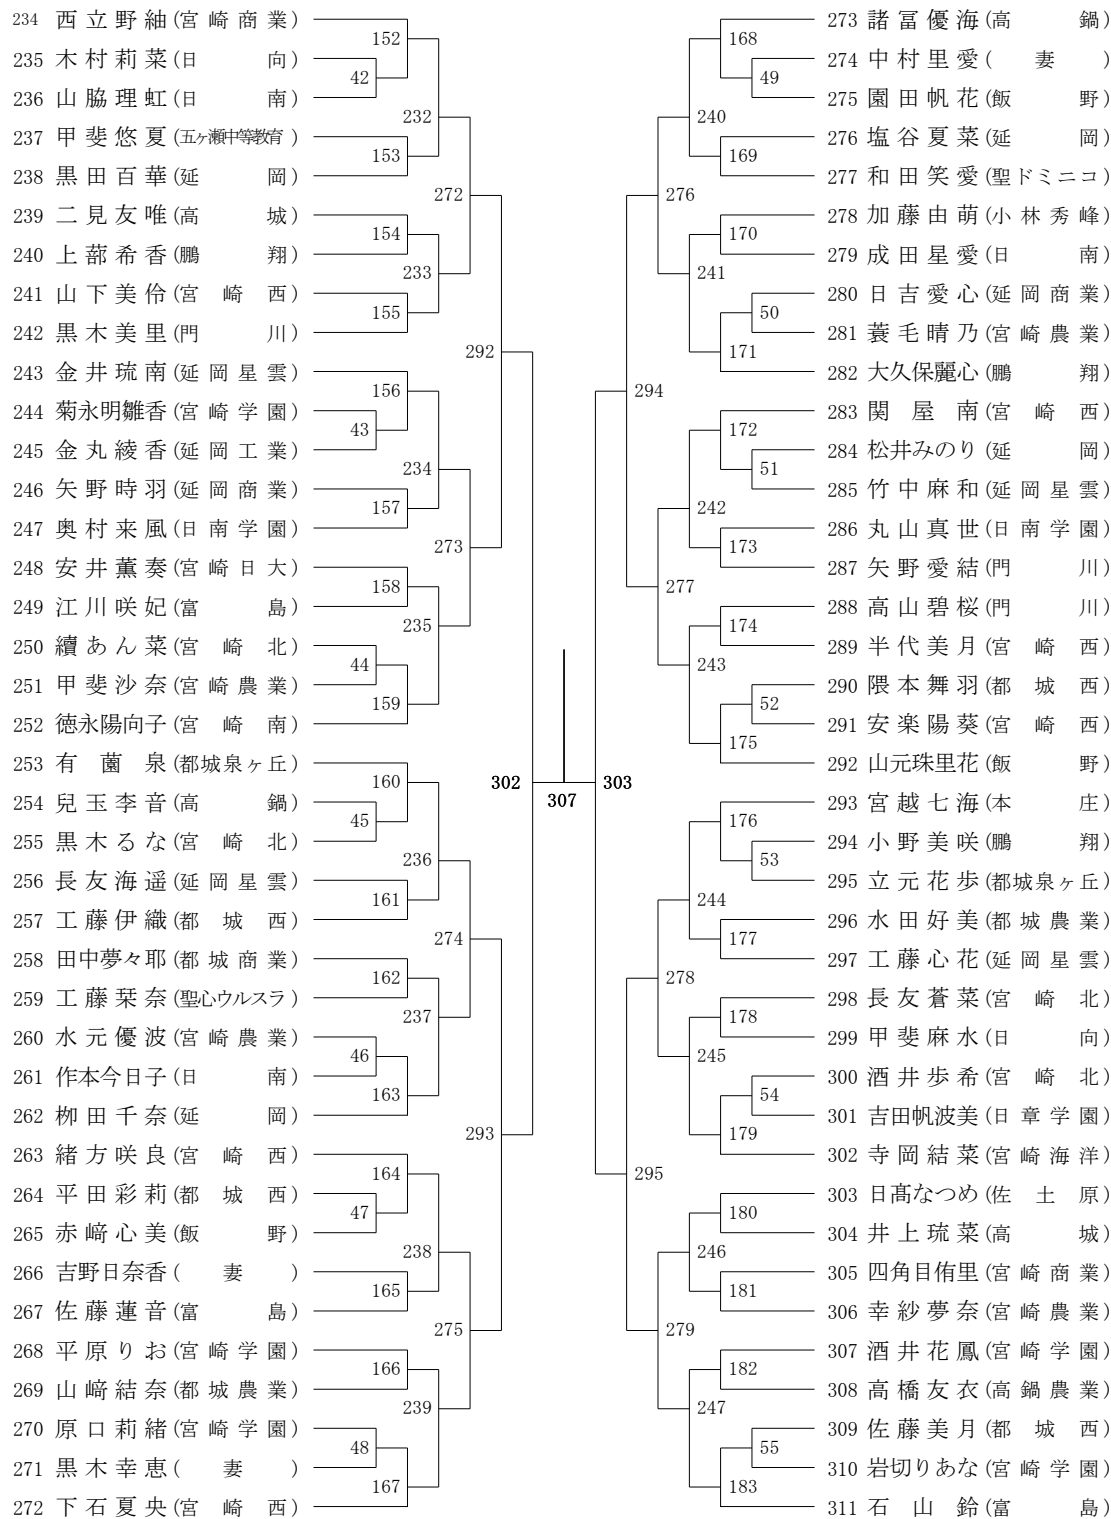 234 西立野紬(宮崎商業)
235 木村莉菜(日向)
236 山脇理虹(日南)
237 甲斐悠夏(五ヶ瀬中等教育)
238 黒田百華(延岡)
239 二見友唯(高城)
240 上蔀希香(鵬翔)
241 山下美伶(宮崎西)
242 黒木美里(門川)
243 金井琉南(延岡星雲)
244 菊永明雛香(宮崎学園)
245 金丸綾香(延岡工業)
246 矢野時羽(延岡商業)
247 奥村来風(日南学園)
248 安井薫奏(宮崎日大)
249 江川咲妃(富島)
250 續あん菜(宮崎北)
251 甲斐沙奈(宮崎農業)
252 徳永陽向子(宮崎南)
253 有薗泉(都城泉ヶ丘)
254 兒玉李音(高鍋)
255 黒木るな(宮崎北)
256 長友海遥(延岡星雲)
257 工藤伊織(都城西)
258 田中夢々耶(都城商業)
259 工藤栞奈(聖心ウルスラ)
260 水元優波(宮崎農業)
261 作本今日子(日南)
262 栁田千奈(延岡)
263 緒方咲良(宮崎西)
264 平田彩莉(都城西)
265 赤﨑心美(飯野)
266 吉野日奈香(妻)
267 佐藤蓮音(富島)
268 平原りお(宮崎学園)
269 山﨑結奈(都城農業)
270 原口莉緒(宮崎学園)
271 黒木幸恵(妻)
272 下石夏央(宮崎西)
152
42
232
153
272
154
233
155
292
156
43
234
157
273
158
235
44
159
160
45
236
161
274
162
237
46
163
293
164
47
238
165
275
166
239
48
167
302
307
303
168
49
240
169
276
170
241
50
171
294
172
51
242
173
277
174
243
52
175
176
53
244
177
278
178
245
54
179
295
180
246
181
279
182
247
55
183
273 諸冨優海(高鍋)
274 中村里愛(妻)
275 園田帆花(飯野)
276 塩谷夏菜(延岡)
277 和田笑愛(聖ドミニコ)
278 加藤由萌(小林秀峰)
279 成田星愛(日南)
280 日吉愛心(延岡商業)
281 蓑毛晴乃(宮崎農業)
282 大久保麗心(鵬翔)
283 関屋南(宮崎西)
284 松井みのり(延岡)
285 竹中麻和(延岡星雲)
286 丸山真世(日南学園)
287 矢野愛結(門川)
288 高山碧桜(門川)
289 半代美月(宮崎西)
290 隈本舞羽(都城西)
291 安楽陽葵(宮崎西)
292 山元珠里花(飯野)
293 宮越七海(本庄)
294 小野美咲(鵬翔)
295 立元花歩(都城泉ヶ丘)
296 水田好美(都城農業)
297 工藤心花(延岡星雲)
298 長友蒼菜(宮崎北)
299 甲斐麻水(日向)
300 酒井歩希(宮崎北)
301 吉田帆波美(日章学園)
302 寺岡結菜(宮崎海洋)
303 日髙なつめ(佐土原)
304 井上琉菜(高城)
305 四角目侑里(宮崎商業)
306 幸紗夢奈(宮崎農業)
307 酒井花鳳(宮崎学園)
308 高橋友衣(高鍋農業)
309 佐藤美月(都城西)
310 岩切りあな(宮崎学園)
311 石山鈴(富島)